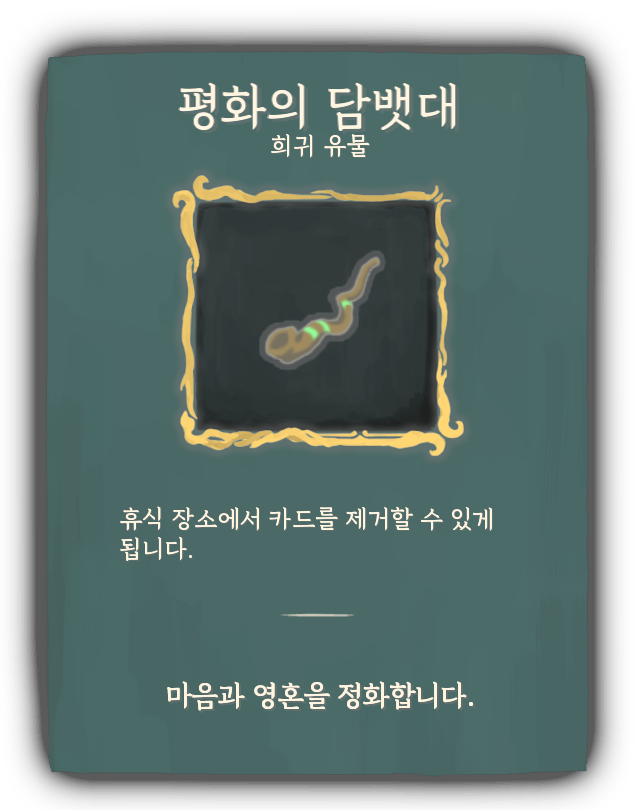 평화의 담뱃대
희귀 유물
휴식 장소에서 카드를 제거할 수 있게
됩니다.
마음과 영혼을 정화합니다.